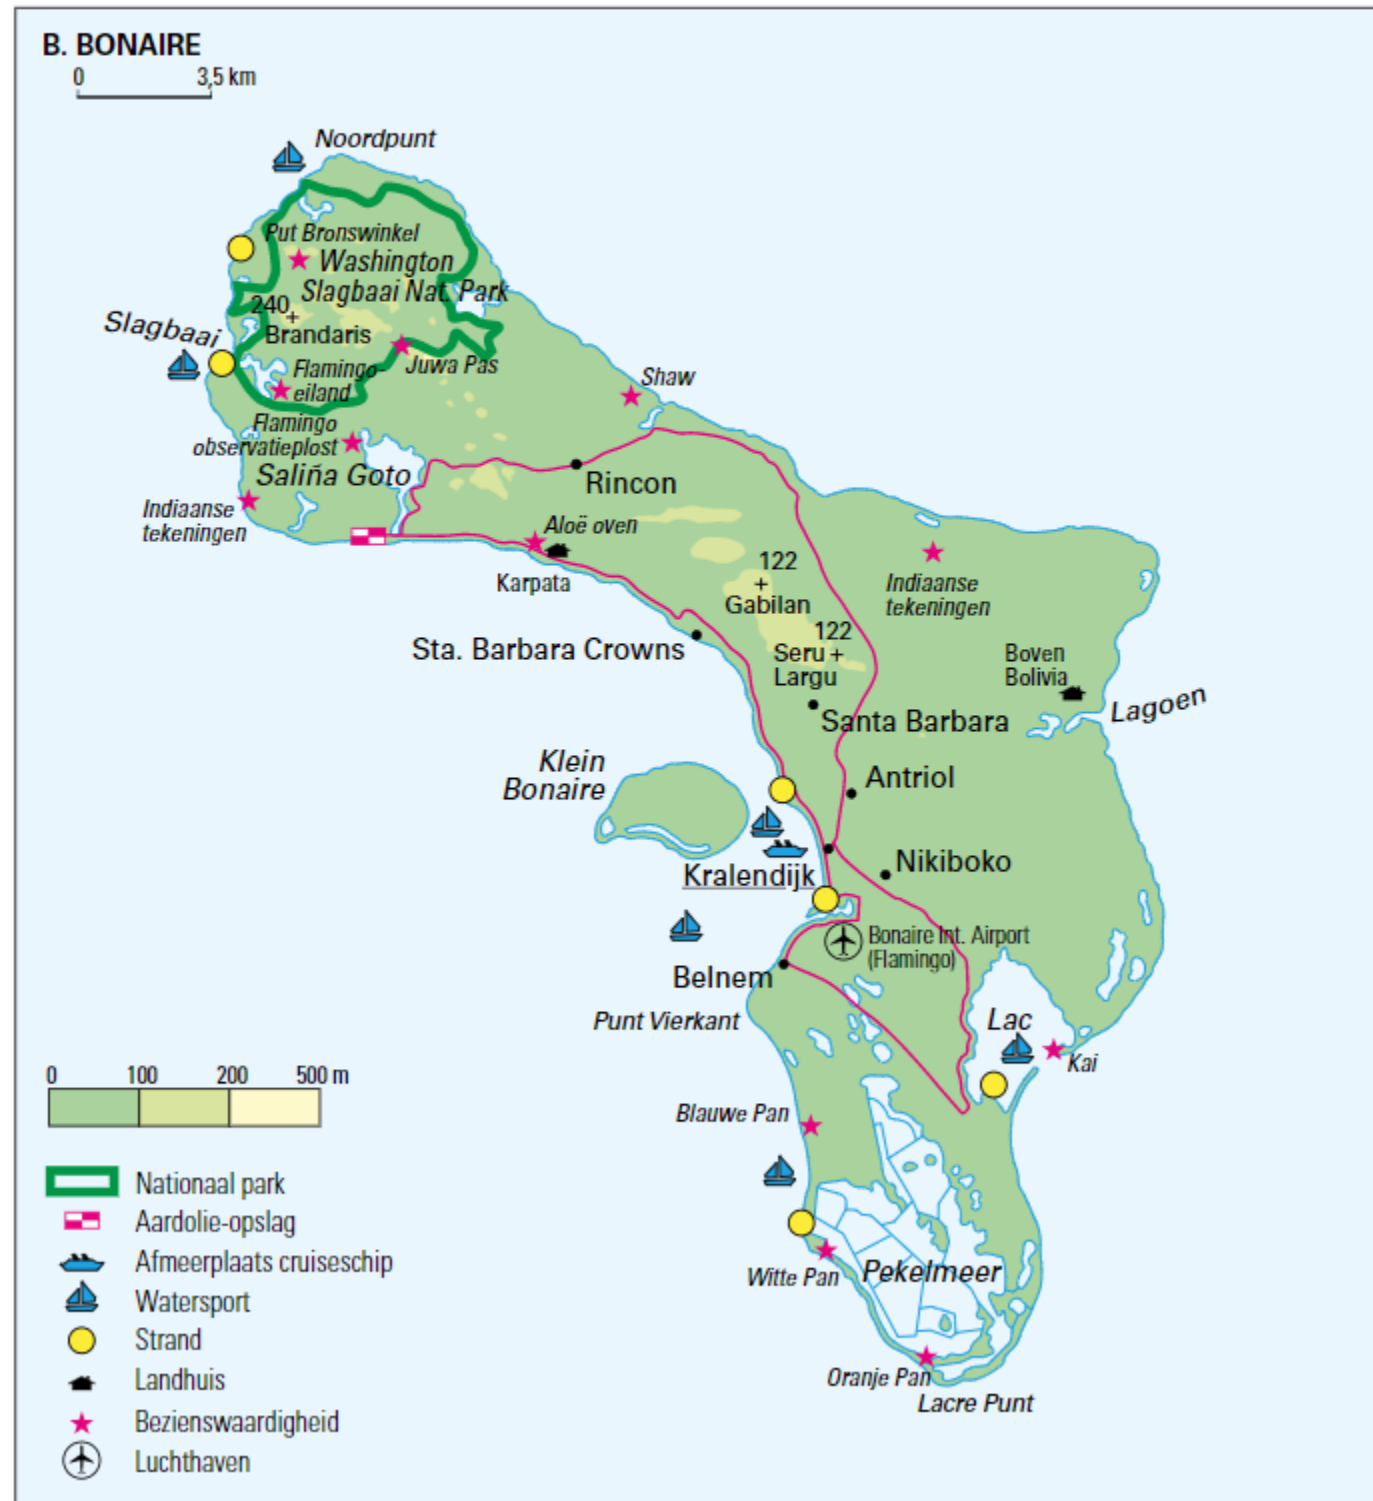 B. BONAIRE
0 3,5 km
Noordpunt
Put Bronswinkel
Washington
Slagbaai Nat. Park
240
Brandaris
Slagbaai
Juwa Pas
Flamingo-
eiland
Shaw
Flamingo
observatieplost
Saliña Goto
Rincon
Indiaanse
tekeningen
Aloë oven
Karpata
122
Gabilan
Indiaanse
tekeningen
122
Seru
Largu
Sta. Barbara Crowns
Boven
Bolivia
Lagoen
Santa Barbara
Klein
Bonaire
Antriol
Nikiboko
Kralendijk
Bonaire Int. Airport
(Flamingo)
Belnem
Punt Vierkant
Lac
Kai
0 100 200 500 m
Blauwe Pan
Nationaal park
Aardolie-opslag
Afmeerplaats cruiseschip
Watersport
Strand
Landhuis
Bezienswaardigheid
Luchthaven
Witte Pan
Pekelmeer
Oranje Pan
Lacre Punt